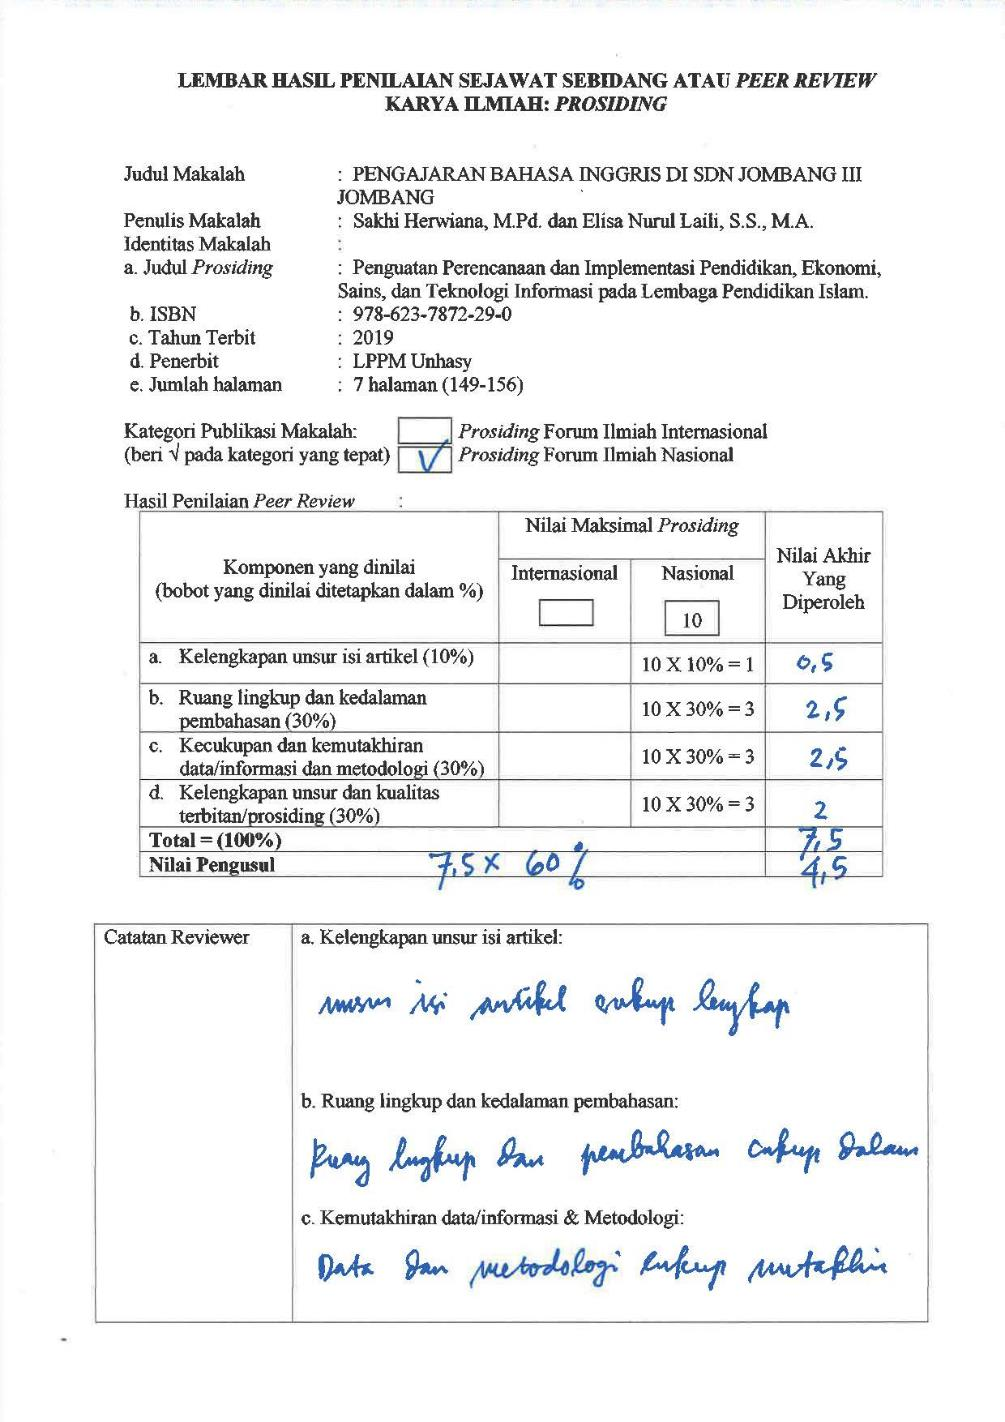 LEMBAR HASIL PENILAIAN SEJAWAT SEBIDANG ATAU PEER REVIEW
KARYA ILMIAH: PROSIDING
Judul Makalah : PENGAJARAN BAHASA INGGRIS DI SDN JOMBANG III
JOMBANG
Penulis Makalah : Sakhi Herwiana, M.Pd. dan Elisa Nurul Laili, S.S., M.A.
Identitas Makalah :
a. Judul Prosiding : Penguatan Perencanaan dan Implementasi Pendidikan, Ekonomi,
Sains, dan Teknologi Informasi pada Lembaga Pendidikan Islam.
b. ISBN : 978-623-7872-29-0
c. Tahun Terbit : 2019
d. Penerbit : LPPM Unhasy
e. Jumlah halaman : 7 halaman (149-156)
Kategori Publikasi Makalah: Prosiding Forum Ilmiah Internasional
(beri √ pada kategori yang tepat) √ Prosiding Forum Ilmiah Nasional
Hasil Penilaian Peer Review :
Komponen yang dinilai
(bobot yang dinilai ditetapkan dalam %)
Nilai Maksimal Prosiding
Internasional
Nasional
10
Nilai Akhir
Yang
Diperoleh
a. Kelengkapan unsur isi artikel (10%) 10 X 10% = 1 0,5
b. Ruang lingkup dan kedalaman
pembahasan (30%) 10 X 30% = 3 2,5
c. Kecukupan dan kemutakhiran
data/informasi dan metodologi (30%) 10 X 30% = 3 2,5
d. Kelengkapan unsur dan kualitas
terbitan/prosiding (30%) 10 X 30% = 3 2
Total = (100%) 7,5
Nilai Pengusul 7,5 x 60 % 4,5
Catatan Reviewer
a. Kelengkapan unsur isi artikel:
unsur isi artikel cukup lengkap
b. Ruang lingkup dan kedalaman pembahasan:
Ruang lingkup dan pembahasan cukup dalam
c. Kemutakhiran data/informasi & Metodologi:
Data dan metodologi cukup mutakhir